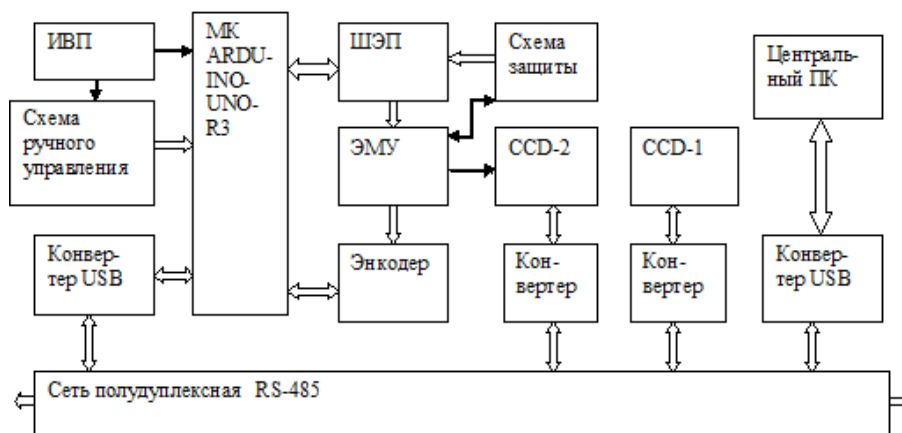 ИВП
МК
ARDU-
INO-
UNO-
R3
ШЭП
Схема
защиты
Централь-
ный ПК
Схема
ручного
управления
ЭМУ
CCD-2
CCD-1
Конвер-
тер USB
Энкодер
Кон-
вертер
Кон-
вертер
Конвер-
тер USB
Сеть полудуплексная RS-485